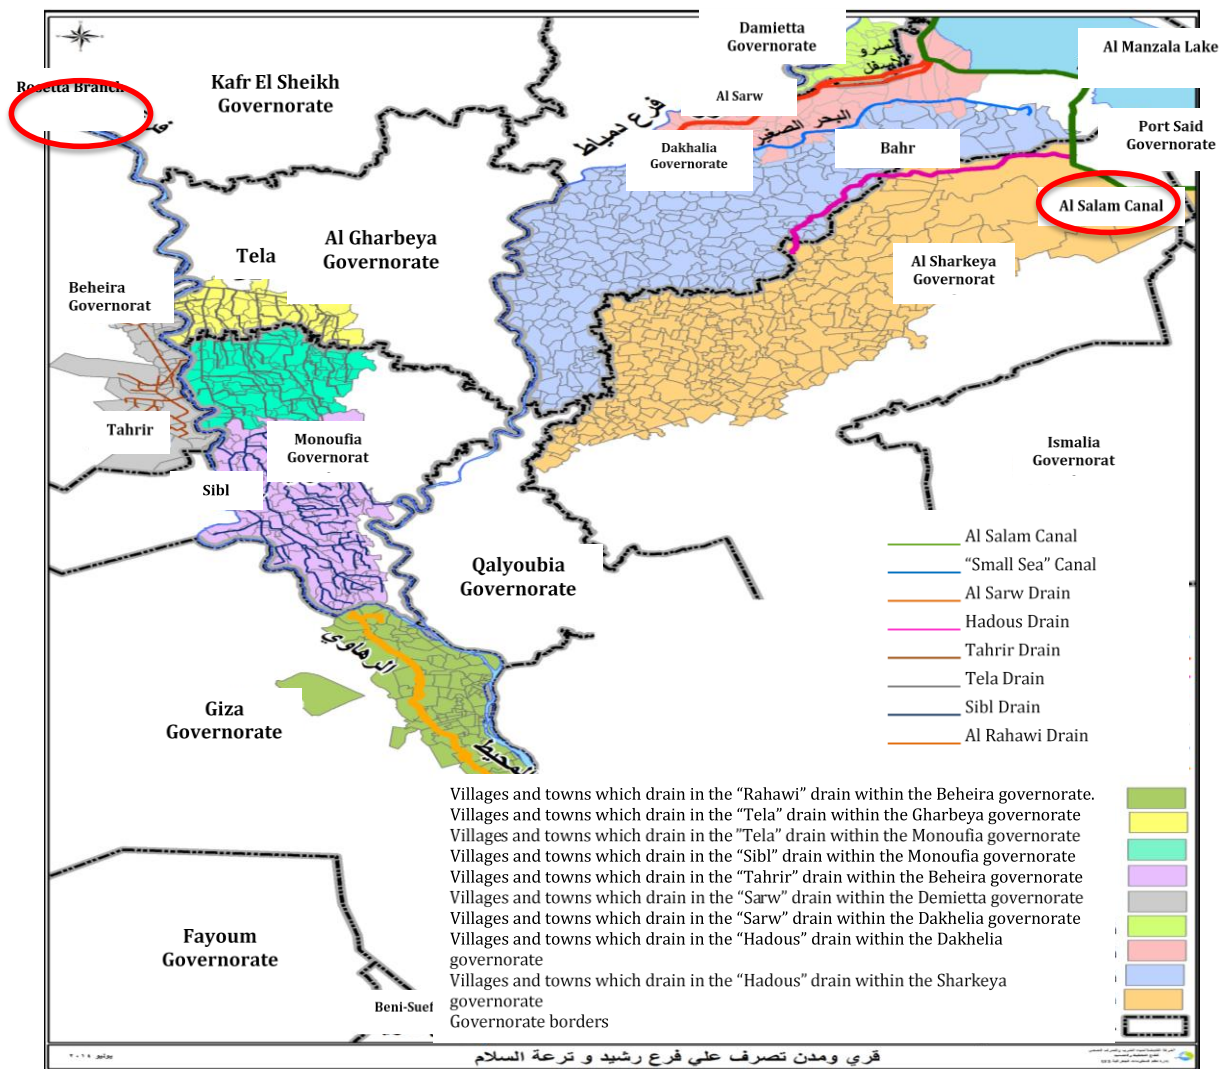 Damietta
Governorate
Al Manzala Lake
السرو
الأسفل
Kafr El Sheikh
Governorate
Rosetta Branch
Al Sarw
فرع دمياط
البحر الصغير
Port Said
Governorate
Dakhalia
Governorate
Bahr
Al Salam Canal
Tela
Al Gharbeya
Governorate
Al Sharkeya
Governorat
Beheira
Governorat
Tahrir
Monoufia
Governorat
Ismalia
Governorat
Sibl
Qalyoubia
Governorate
Al Salam Canal
“Small Sea” Canal
Al Sarw Drain
Hadous Drain
Tahrir Drain
Tela Drain
Sibl Drain
Al Rahawi Drain
الرهاوي
Giza
Governorate
المحيط
Villages and towns which drain in the “Rahawi” drain within the Beheira governorate.
Villages and towns which drain in the “Tela” drain within the Gharbeya governorate
Villages and towns which drain in the ”Tela” drain within the Monoufia governorate
Villages and towns which drain in the “Sibl” drain within the Monoufia governorate
Villages and towns which drain in the “Tahrir” drain within the Beheira governorate
Villages and towns which drain in the “Sarw” drain within the Demietta governorate
Villages and towns which drain in the “Sarw” drain within the Dakhelia governorate
Villages and towns which drain in the “Hadous” drain within the Dakhelia
governorate
Villages and towns which drain in the “Hadous” drain within the Sharkeya
governorate
Governorate borders
Fayoum
Governorate
Beni-Suef
يونيو ٢٠١٤
قري ومدن تصرف علي فرع رشيد و ترعة السلام